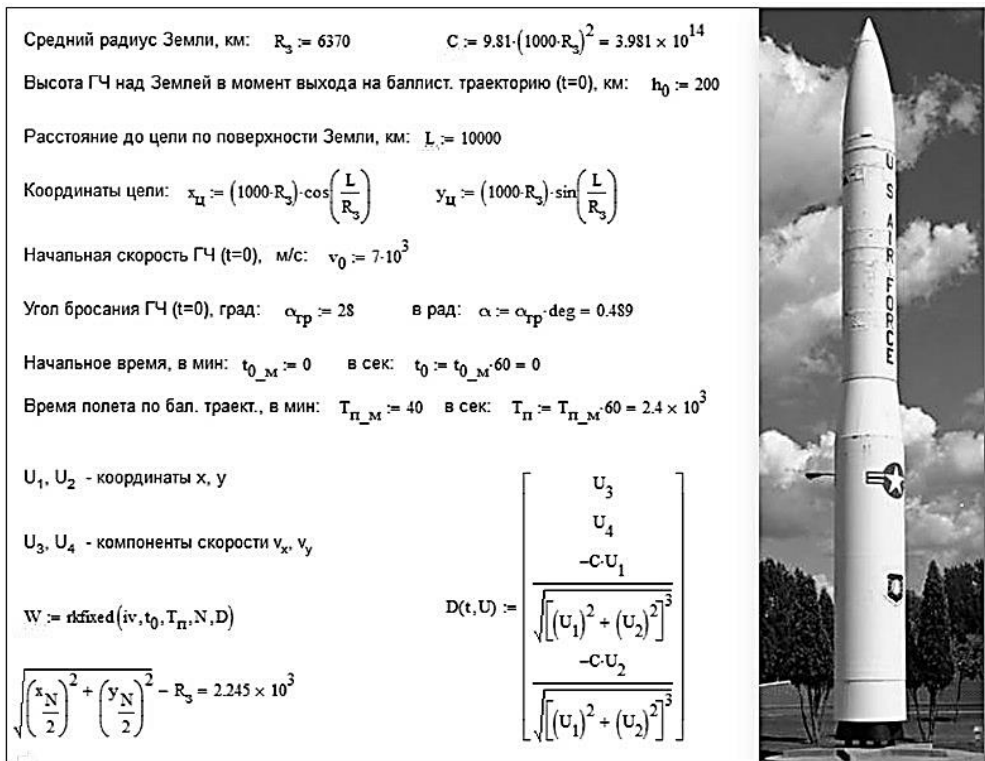 Средний радиус Земли, км: R_з := 6370 C := 9.81·(1000·R_з)^2 = 3.981 × 10^14
Высота ГЧ над Землей в момент выхода на баллист. траекторию (t=0), км: h_0 := 200
Расстояние до цели по поверхности Земли, км: L := 10000
Координаты цели: x_ц := (1000·R_з)·cos(L/R_з) y_ц := (1000·R_з)·sin(L/R_з)
Начальная скорость ГЧ (t=0), м/с: v_0 := 7·10^3
Угол бросания ГЧ (t=0), град: α_гр := 28 в рад: α := α_гр·deg = 0.489
Начальное время, в мин: t_0_м := 0 в сек: t_0 := t_0_м·60 = 0
Время полета по бал. траект., в мин: T_п_м := 40 в сек: T_п := T_п_м·60 = 2.4 × 10^3
U_1, U_2 - координаты x, y
U_3, U_4 - компоненты скорости v_x, v_y
W := rkfixed(iv,t_0,T_п,N,D)
√((x_N/2)^2 + (y_N/2)^2) − R_з = 2.245 × 10^3
D(t,U) := [
U_3
U_4
−C·U_1 / √([(U_1)^2 + (U_2)^2]^3)
−C·U_2 / √([(U_1)^2 + (U_2)^2]^3)
]
U S AIR FORCE